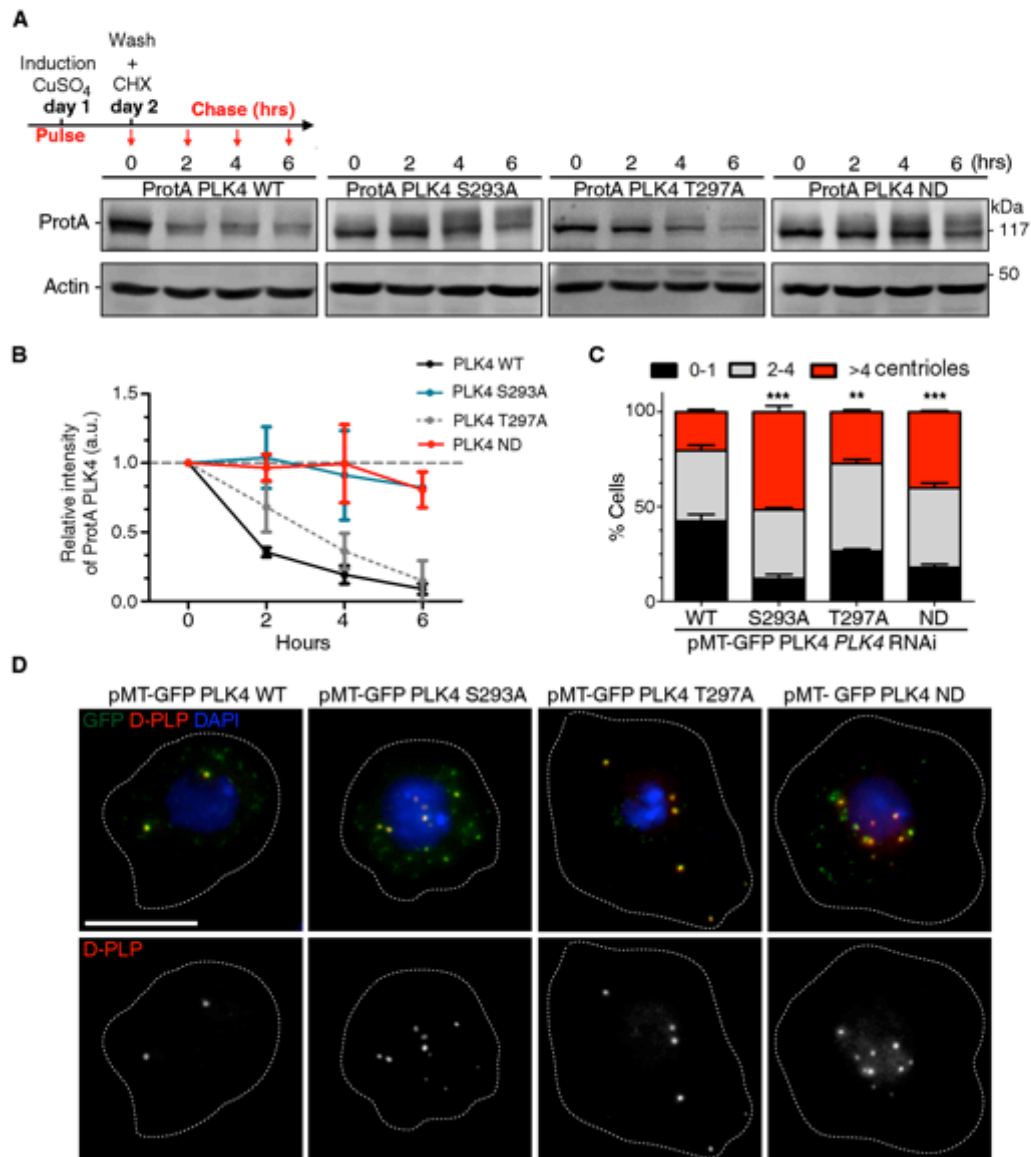 A
Induction
CuSO4
day 1
Wash
+
CHX
day 2
Chase (hrs)
Pulse
0 2 4 6 0 2 4 6 0 2 4 6 0 2 4 6 (hrs)
ProtA PLK4 WT ProtA PLK4 S293A ProtA PLK4 T297A ProtA PLK4 ND
kDa
ProtA
117
50
Actin
B
PLK4 WT
PLK4 S293A
PLK4 T297A
PLK4 ND
Relative intensity
of ProtA PLK4 (a.u.)
1.5
1.0
0.5
0.0
0 2 4 6
Hours
C
0-1 2-4 >4 centrioles
*** ** ***
% Cells
100
50
0
WT S293A T297A ND
pMT-GFP PLK4 PLK4 RNAi
D
pMT-GFP PLK4 WT pMT-GFP PLK4 S293A pMT-GFP PLK4 T297A pMT- GFP PLK4 ND
GFP D-PLP DAPI
D-PLP